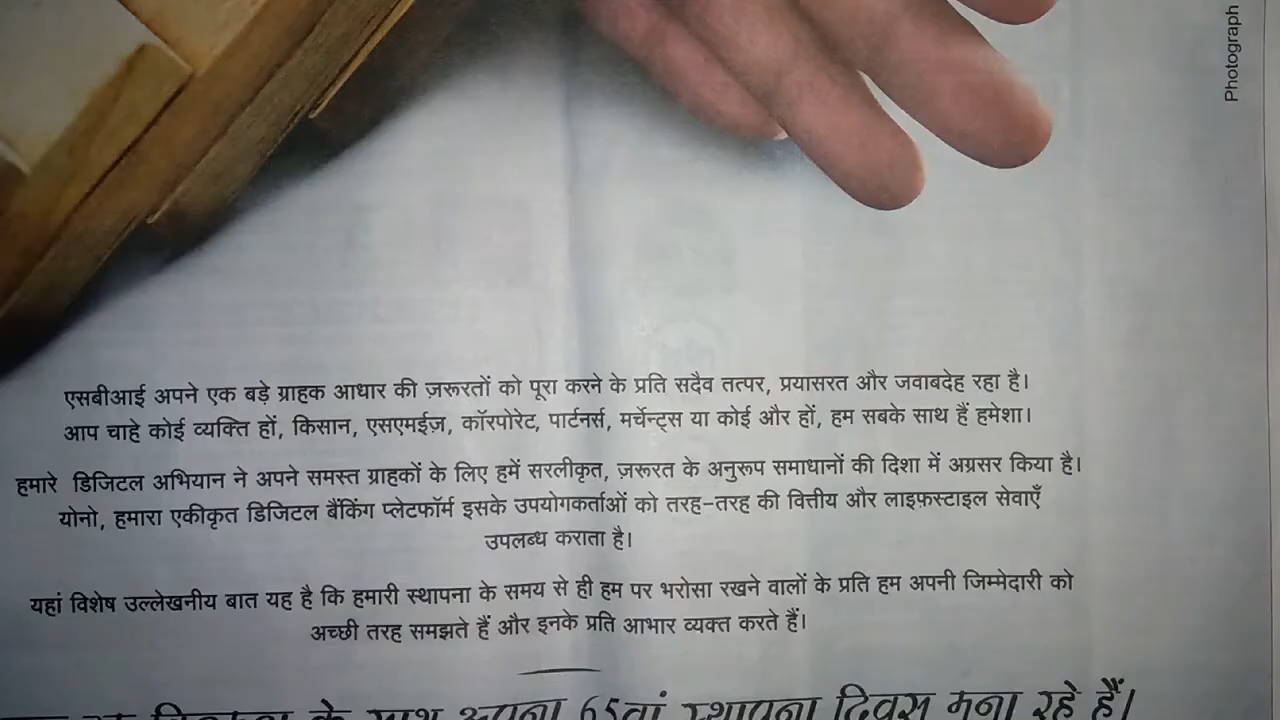 Photograph
एसबीआई अपने एक बड़े ग्राहक आधार की ज़रूरतों को पूरा करने के प्रति सदैव तत्पर, प्रयासरत और जवाबदेह रहा है।
आप चाहे कोई व्यक्ति हों, किसान, एसएमईज़, कॉरपोरेट, पार्टनर्स, मर्चेन्ट्स या कोई और हों, हम सबके साथ हैं हमेशा।
हमारे डिजिटल अभियान ने अपने समस्त ग्राहकों के लिए हमें सरलीकृत, ज़रूरत के अनुरूप समाधानों की दिशा में अग्रसर किया है।
योनो, हमारा एकीकृत डिजिटल बैंकिंग प्लेटफॉर्म इसके उपयोगकर्ताओं को तरह-तरह की वित्तीय और लाइफ़स्टाइल सेवाएँ
उपलब्ध कराता है।
यहां विशेष उल्लेखनीय बात यह है कि हमारी स्थापना के समय से ही हम पर भरोसा रखने वालों के प्रति हम अपनी जिम्मेदारी को
अच्छी तरह समझते हैं और इनके प्रति आभार व्यक्त करते हैं।
के साथ अपना 65वां स्थापना दिवस मना रहे हैं।